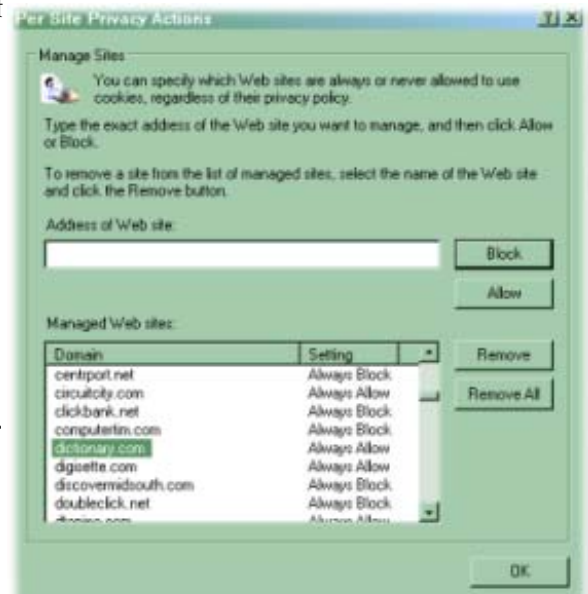 Per Site Privacy Actions
Manage Sites
You can specify which Web sites are always or never allowed to use
cookies, regardless of their privacy policy.
Type the exact address of the Web site you want to manage, and then click Allow
or Block.
To remove a site from the list of managed sites, select the name of the Web site
and click the Remove button.
Address of Web site:
Block
Allow
Managed Web sites:
Domain Setting
Remove
centrport.net Always Block
circuitcity.com Always Allow
Remove All
clickbank.net Always Block
computertim.com Always Block
dictionary.com Always Allow
digisette.com Always Allow
discovermidsouth.com Always Block
doubleclick.net Always Block
Always Allow
OK